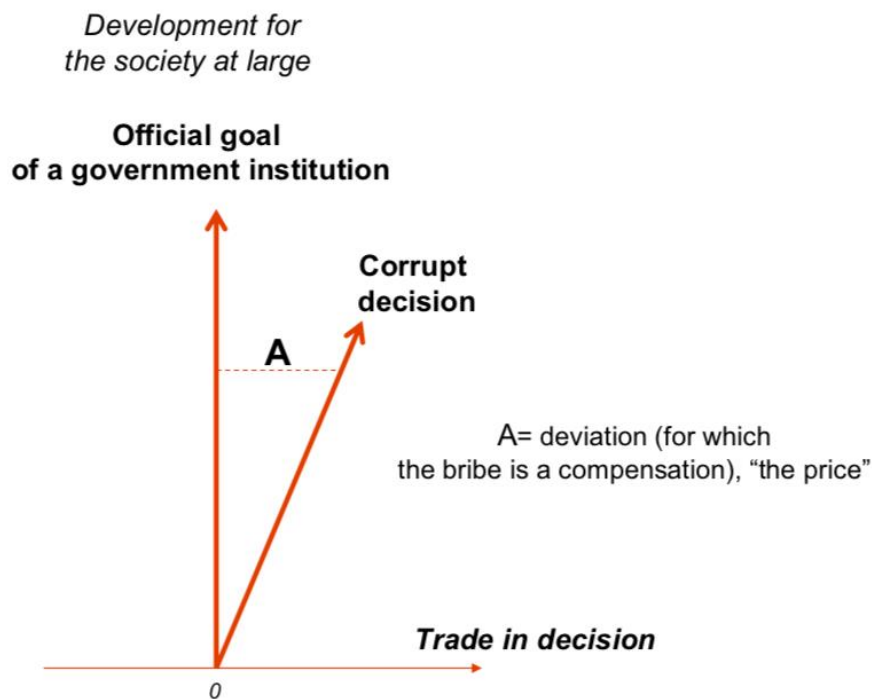 Development for
the society at large
Official goal
of a government institution
Corrupt
decision
A
A= deviation (for which
the bribe is a compensation), “the price”
Trade in decision
0